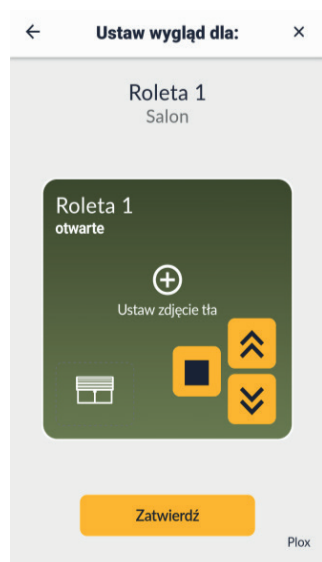 Ustaw wygląd dla:
Roleta 1
Salon
Roleta 1
otwarte
Ustaw zdjęcie tła
Zatwierdź
Plox